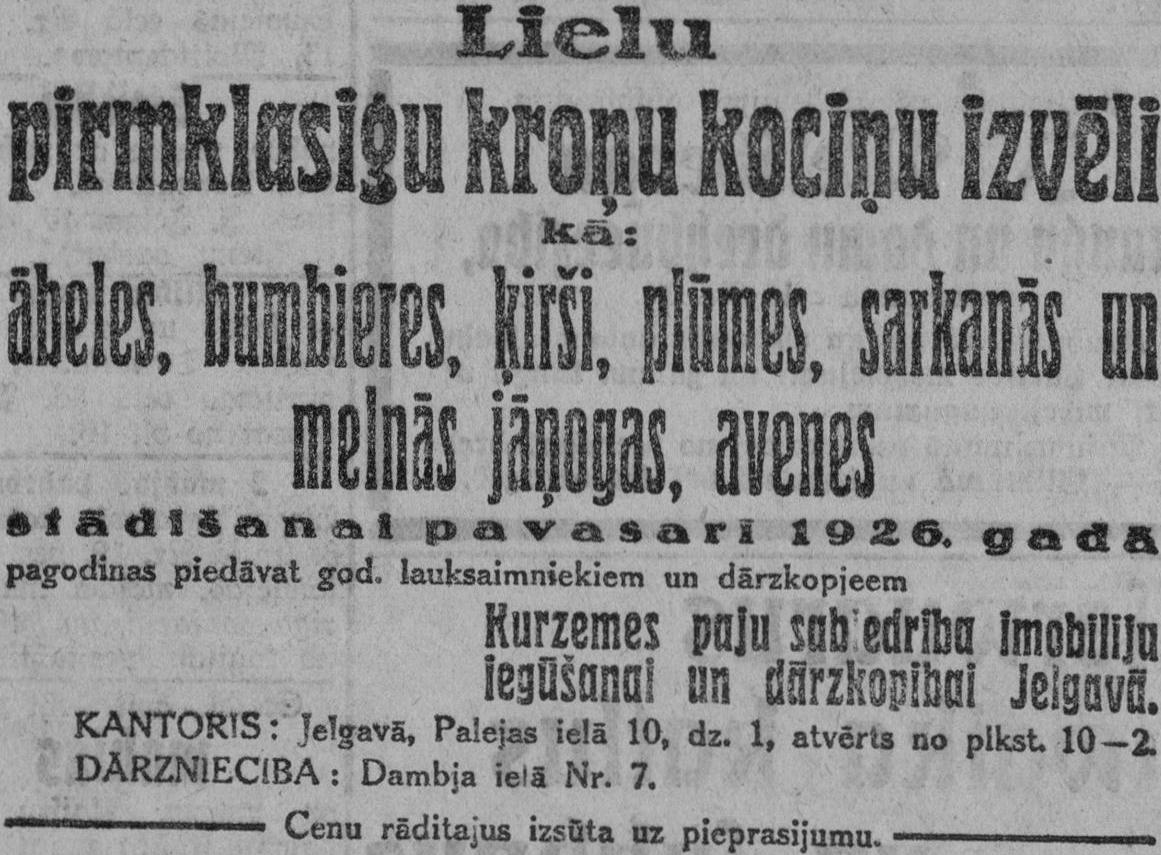 Lielu
pirmklasigu kroņu kociņu izvēli
kā:
ābeles, bumbieres, ķirši, plūmes, sarkanās un
melnās jāņogas, avenes
stādīšanai pavasarī 1926. gadā
pagodinas piedāvat god. lauksaimniekiem un dārzkopjeem
Kurzemes paju sabiedrība imobiliju
iegūšanai un dārzkopibai Jelgavā.
KANTORIS: Jelgavā, Palejas ielā 10, dz. 1, atvērts no plkst. 10—2.
DĀRZNIECIBA: Dambja ielā Nr. 7.
Cenu rāditajus izsūta uz pieprasijumu.